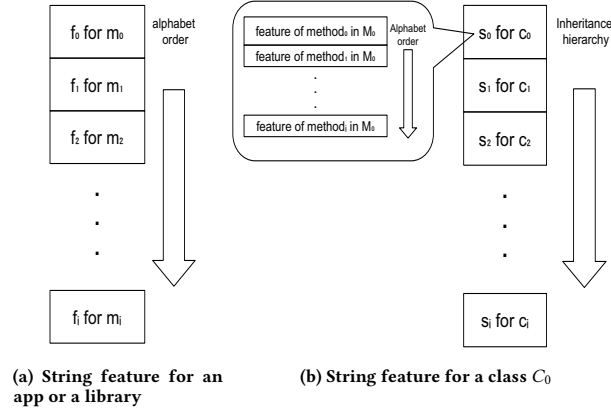 f₀ for m₀
f₁ for m₁
f₂ for m₂
.
.
.
fᵢ for mᵢ
alphabet
order
(a) String feature for an
app or a library
feature of method₀ in M₀
feature of method₁ in M₀
.
.
.
feature of methodᵢ in M₀
Alphabet
order
s₀ for c₀
s₁ for c₁
s₂ for c₂
.
.
.
sᵢ for cᵢ
Inheritance
hierarchy
(b) String feature for a class C₀